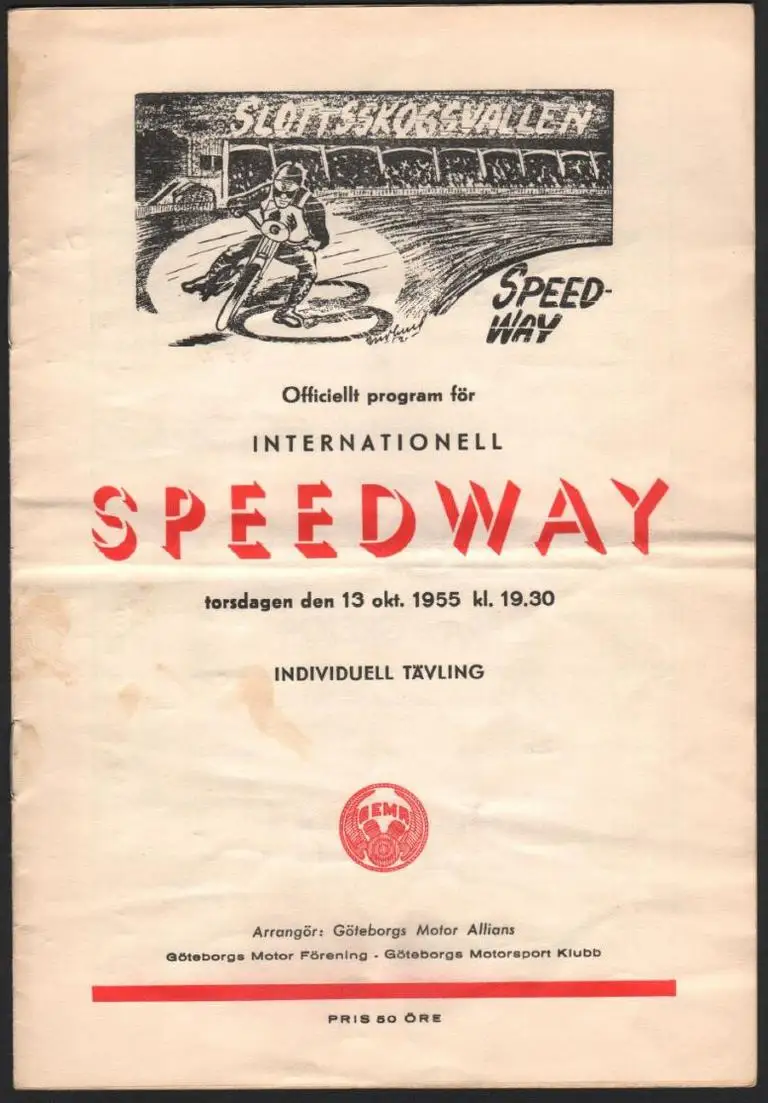 SLOTTSSKOGSVALLEN
SPEED-
WAY
Officiellt program för
INTERNATIONELL
SPEEDWAY
torsdagen den 13 okt. 1955 kl. 19.30
INDIVIDUELL TÄVLING
GEMA
Arrangör: Göteborgs Motor Allians
Göteborgs Motor Förening - Göteborgs Motorsport Klubb
PRIS 50 ÖRE